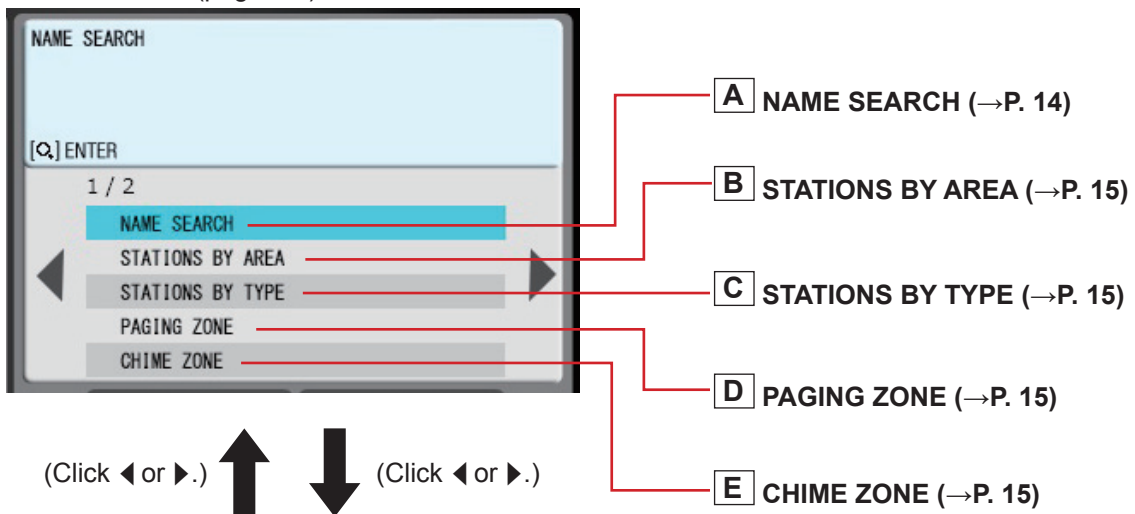 NAME SEARCH
[🔍] ENTER
1 / 2
NAME SEARCH
STATIONS BY AREA
STATIONS BY TYPE
PAGING ZONE
CHIME ZONE
A NAME SEARCH (→P. 14)
B STATIONS BY AREA (→P. 15)
C STATIONS BY TYPE (→P. 15)
D PAGING ZONE (→P. 15)
E CHIME ZONE (→P. 15)
(Click ◀ or ▶.) (Click ◀ or ▶.)